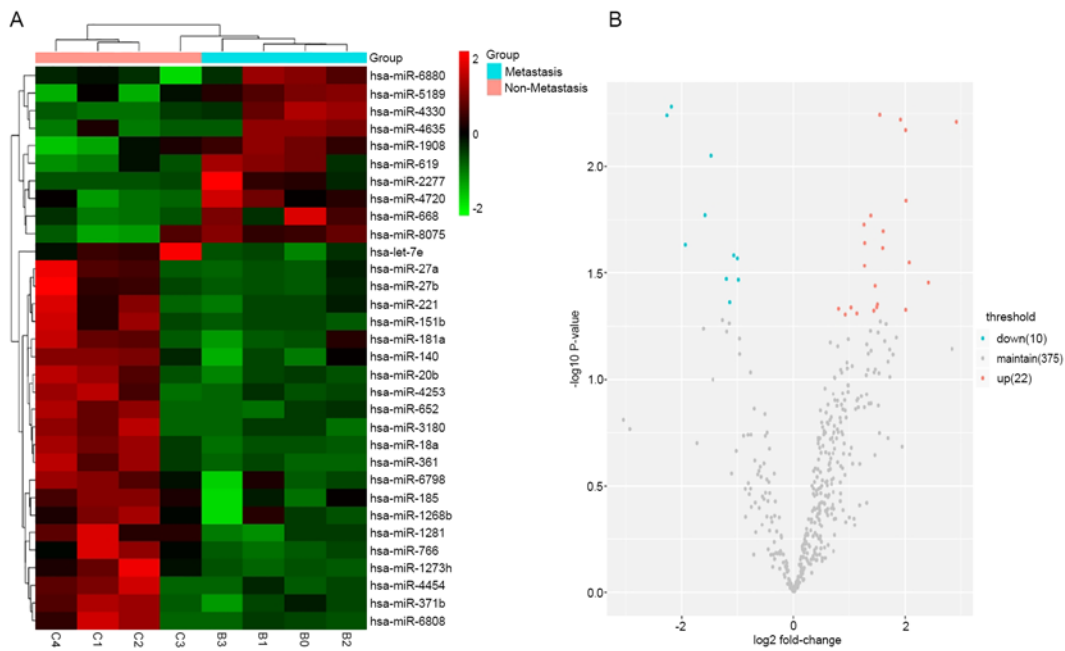 A
Group
hsa-miR-6880
hsa-miR-5189
hsa-miR-4330
hsa-miR-4635
hsa-miR-1908
hsa-miR-619
hsa-miR-2277
hsa-miR-4720
hsa-miR-668
hsa-miR-8075
hsa-let-7e
hsa-miR-27a
hsa-miR-27b
hsa-miR-221
hsa-miR-151b
hsa-miR-181a
hsa-miR-140
hsa-miR-20b
hsa-miR-4253
hsa-miR-652
hsa-miR-3180
hsa-miR-18a
hsa-miR-361
hsa-miR-6798
hsa-miR-185
hsa-miR-1268b
hsa-miR-1281
hsa-miR-766
hsa-miR-1273h
hsa-miR-4454
hsa-miR-371b
hsa-miR-6808
C4 C1 C2 C3 B3 B1 B0 B2
2
0
-2
Group
Metastasis
Non-Metastasis
B
-log10 P-value
2.0
1.5
1.0
0.5
0.0
-2 0 2
log2 fold-change
threshold
down(10)
maintain(375)
up(22)